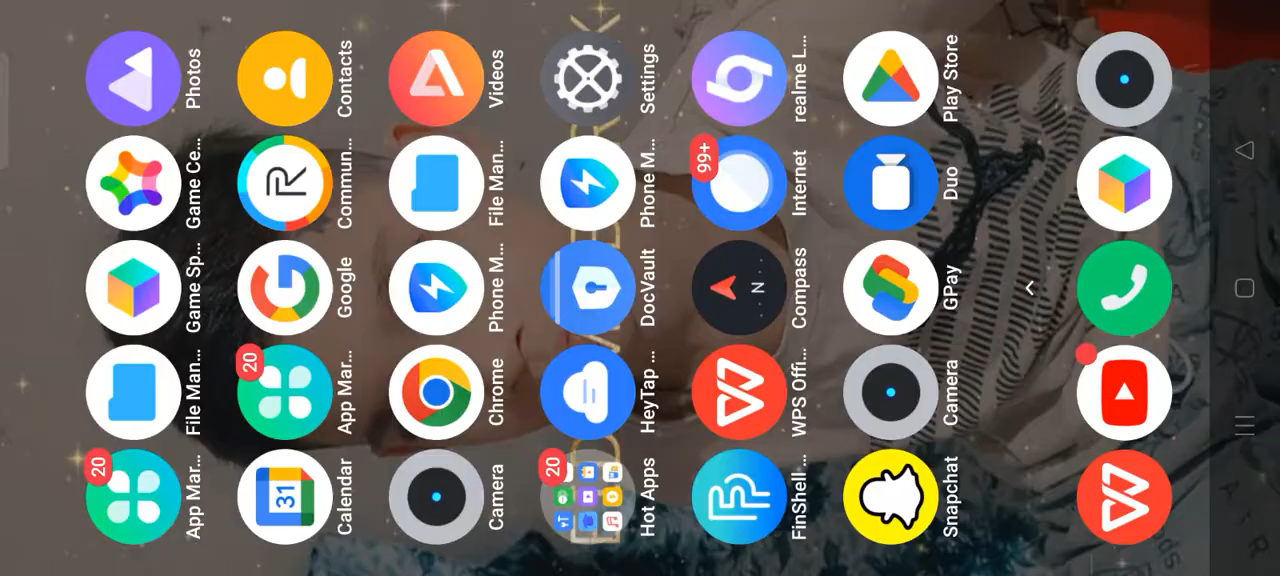 20
App Mar... File Man... Game Sp... Game Ce... Photos
31 20
Calendar App Mar... Google Commun... Contacts
Camera Chrome Phone M... File Man... Videos
20
Hot Apps HeyTap ... DocVault Phone M... Settings
N 99+
FinShell ... WPS Offi... Compass Internet realme L...
Snapchat Camera GPay Duo Play Store